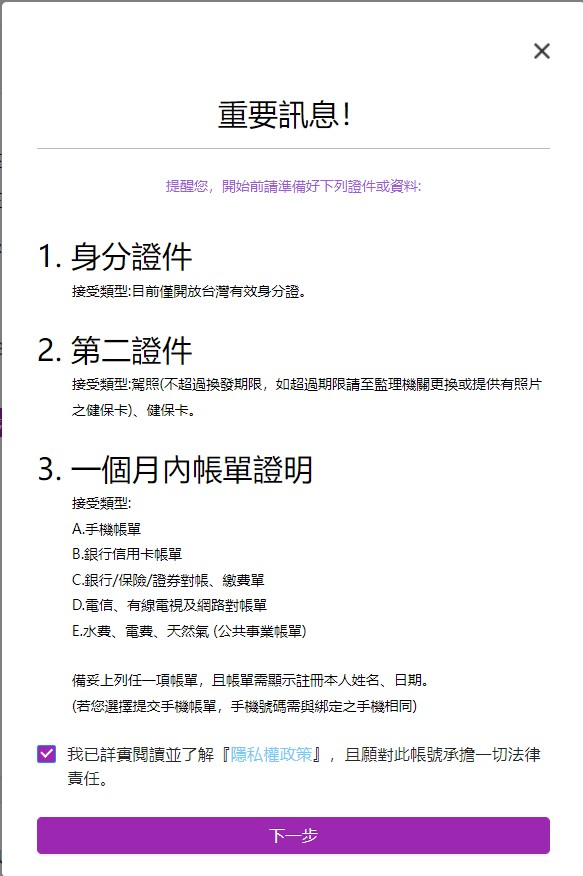 重要訊息！
提醒您，開始前請準備好下列證件或資料:
1. 身分證件
接受類型:目前僅開放台灣有效身分證。
2. 第二證件
接受類型:駕照(不超過換發期限，如超過期限請至監理機關更換或提供有照片
之健保卡)、健保卡。
3. 一個月內帳單證明
接受類型:
A.手機帳單
B.銀行信用卡帳單
C.銀行/保險/證券對帳、繳費單
D.電信、有線電視及網路對帳單
E.水費、電費、天然氣 (公共事業帳單)
備妥上列任一項帳單，且帳單需顯示註冊本人姓名、日期。
(若您選擇提交手機帳單，手機號碼需與綁定之手機相同)
我已詳實閱讀並了解『隱私權政策』，且願對此帳號承擔一切法律
責任。
下一步